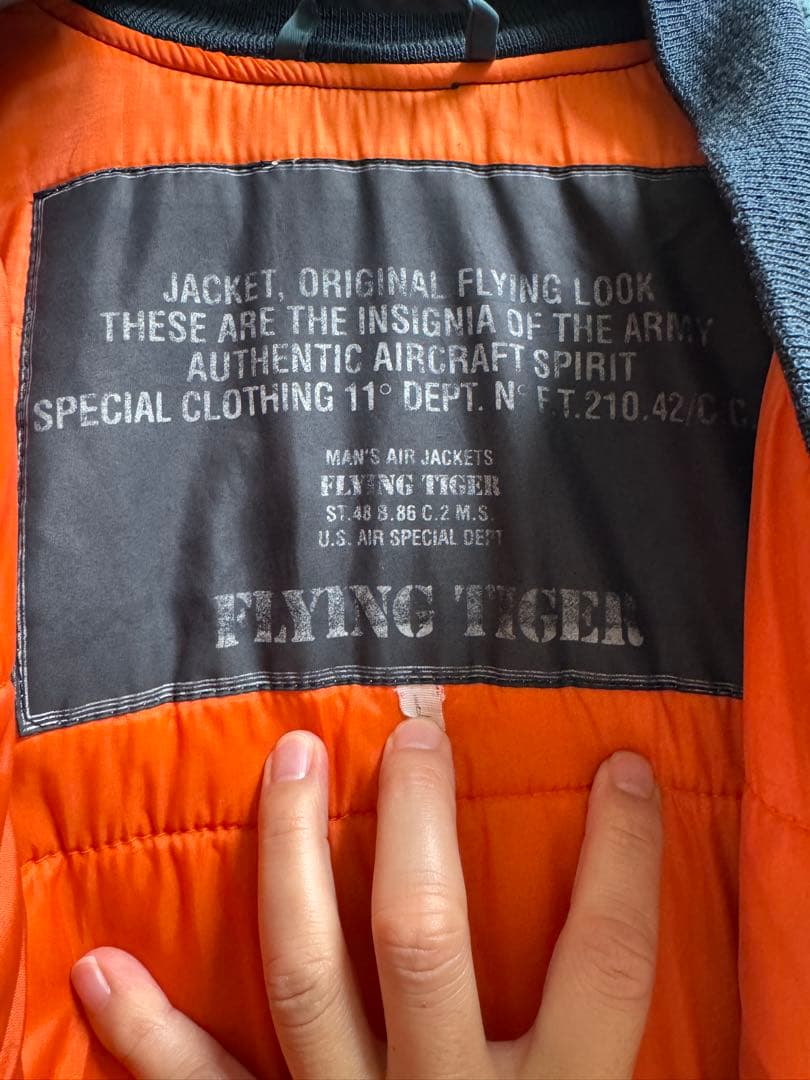 JACKET, ORIGINAL FLYING LOOK
THESE ARE THE INSIGNIA OF THE ARMY
AUTHENTIC AIRCRAFT SPIRIT
SPECIAL CLOTHING 11° DEPT. N° F.T.210.42/C.C.
MAN'S AIR JACKETS
FLYING TIGER
ST.48 S.86 C.2 M.S.
U.S. AIR SPECIAL DEPT
FLYING TIGER